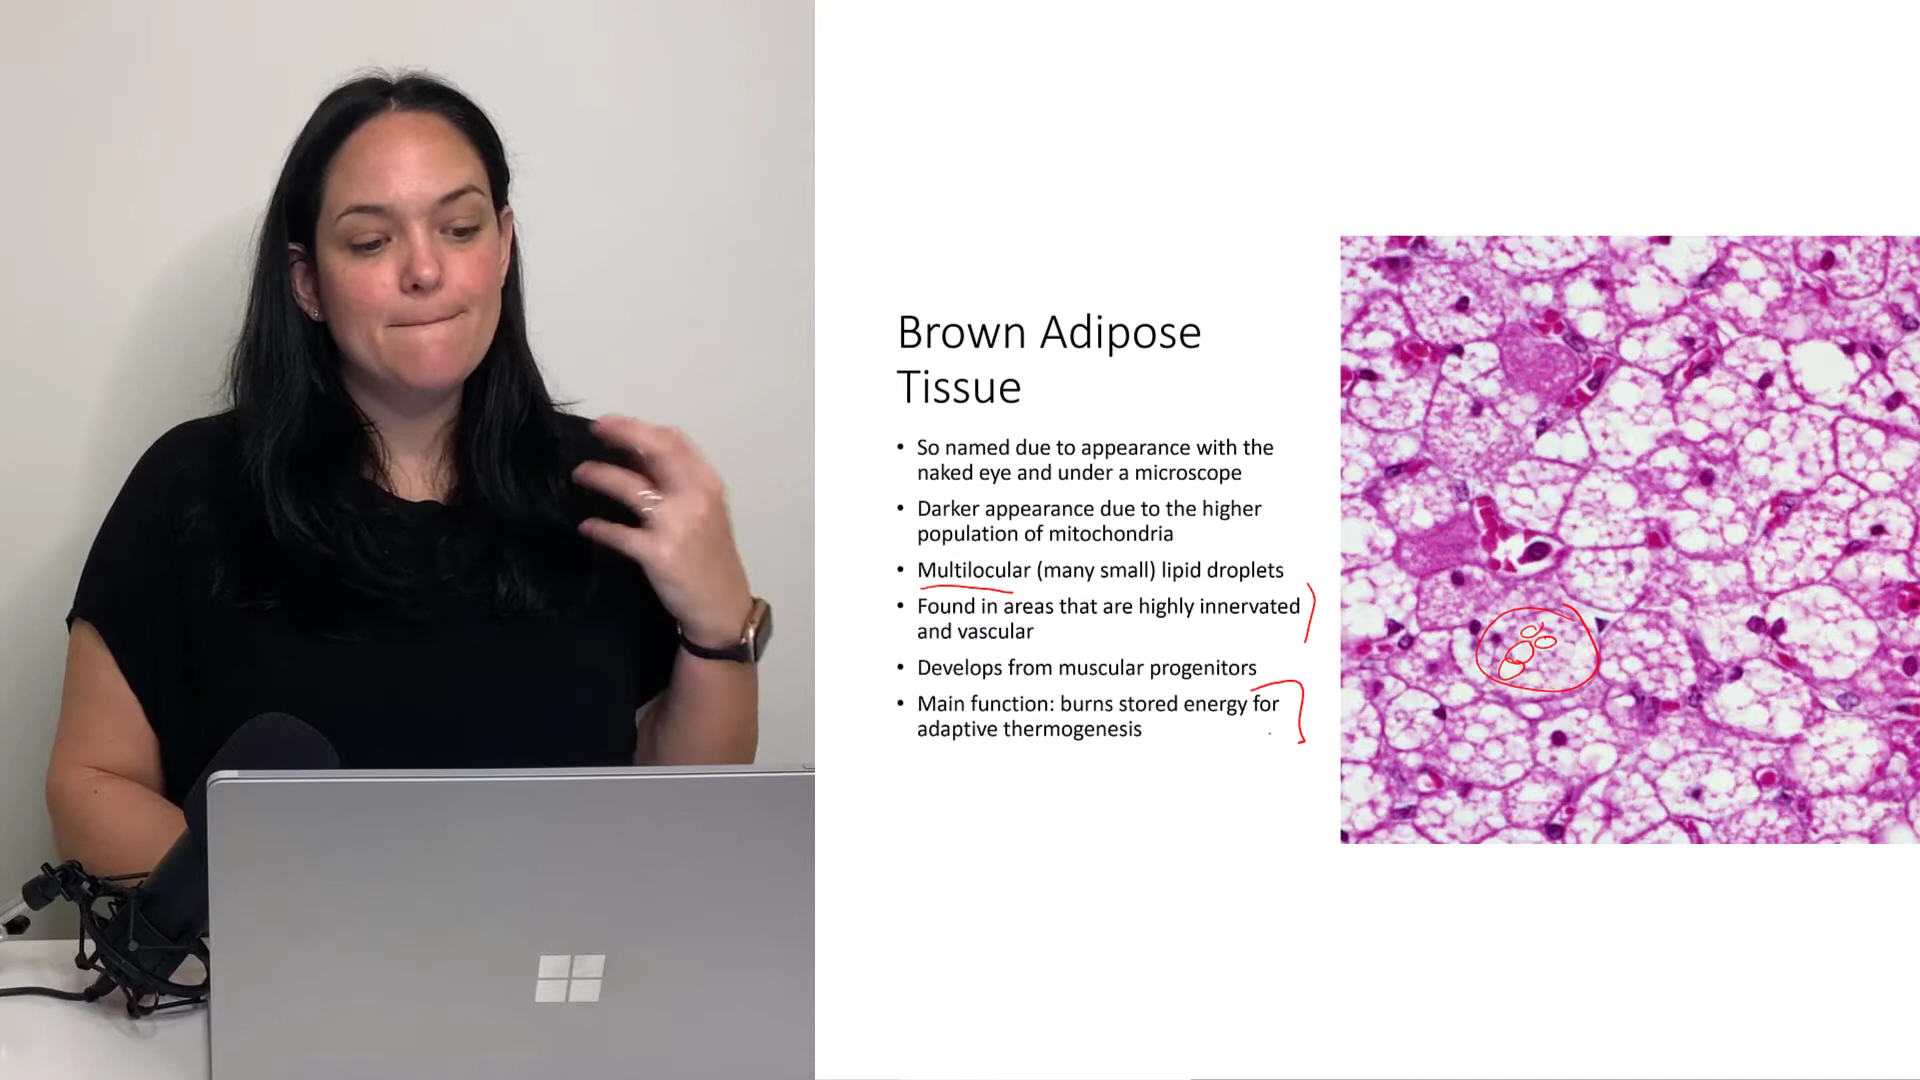 Brown Adipose
Tissue
• So named due to appearance with the
naked eye and under a microscope
• Darker appearance due to the higher
population of mitochondria
• Multilocular (many small) lipid droplets
• Found in areas that are highly innervated
and vascular
• Develops from muscular progenitors
• Main function: burns stored energy for
adaptive thermogenesis